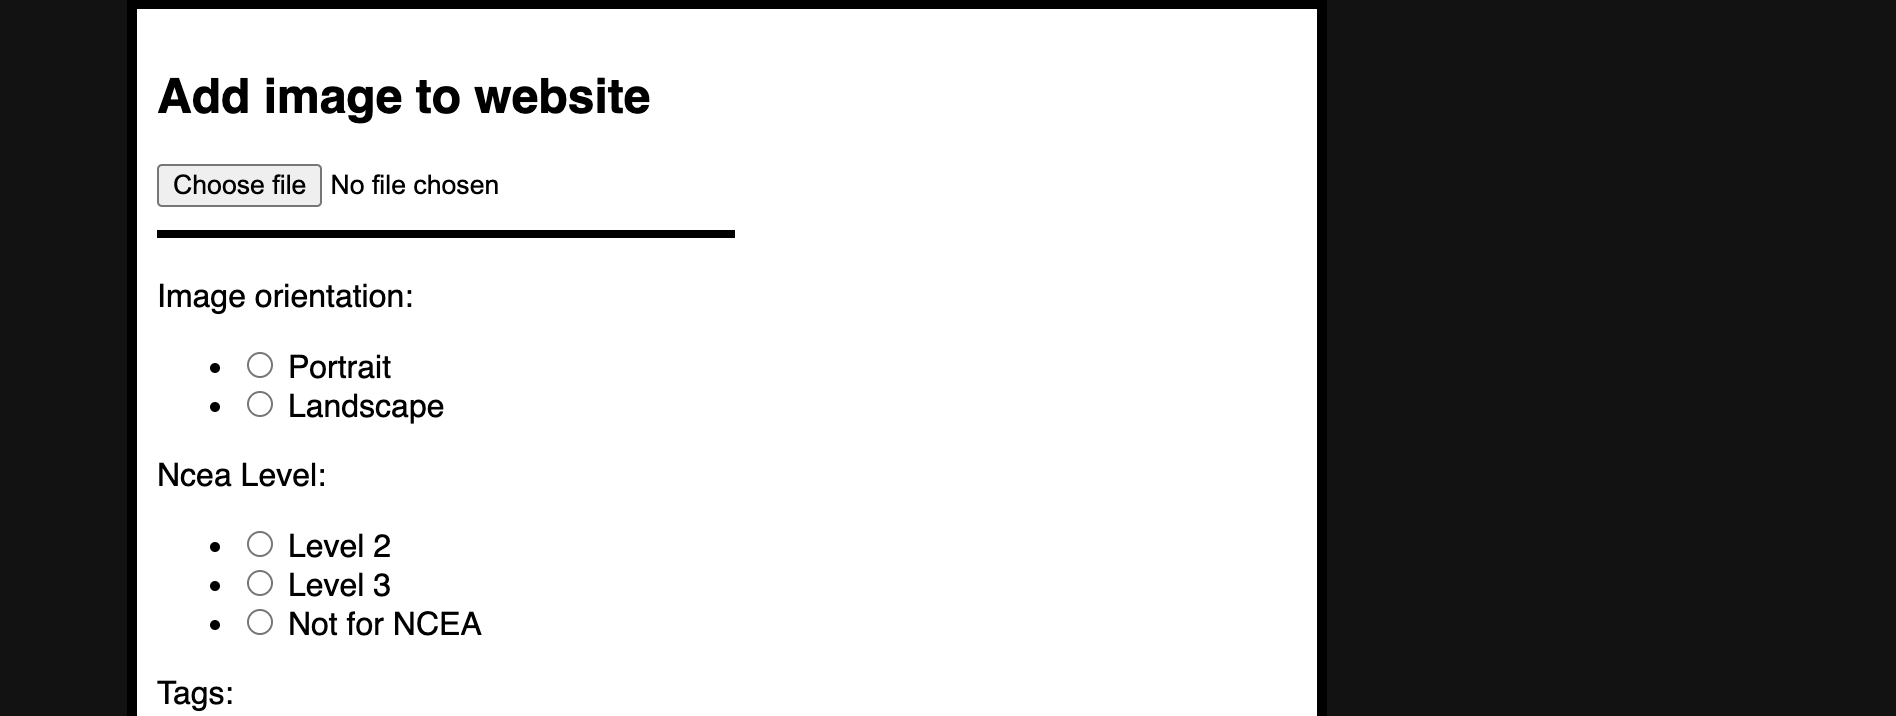 Add image to website
Choose file No file chosen
Image orientation:
Portrait
Landscape
Ncea Level:
Level 2
Level 3
Not for NCEA
Tags: